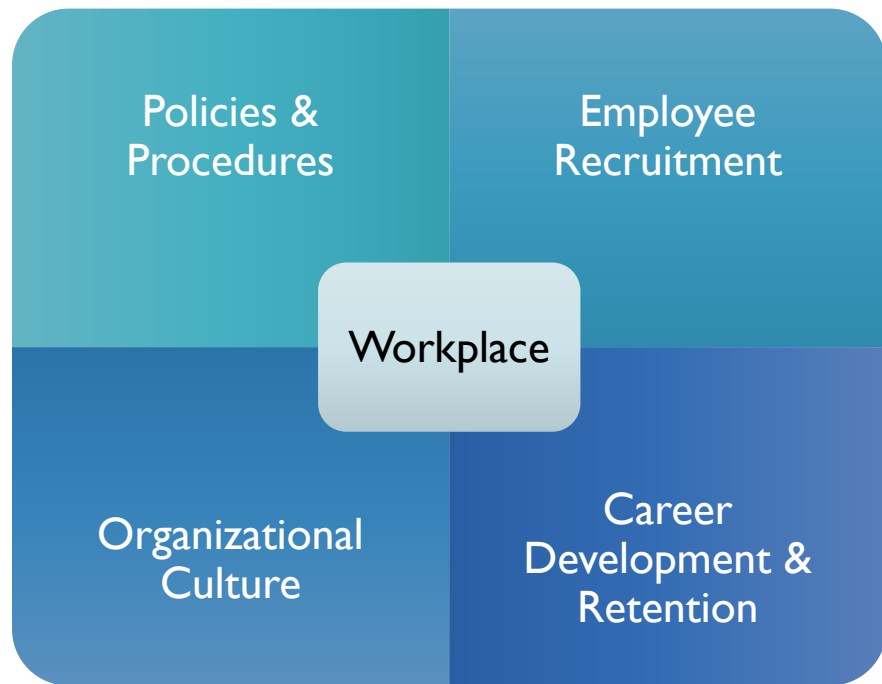 Policies &
Procedures
Employee
Recruitment
Workplace
Organizational
Culture
Career
Development &
Retention